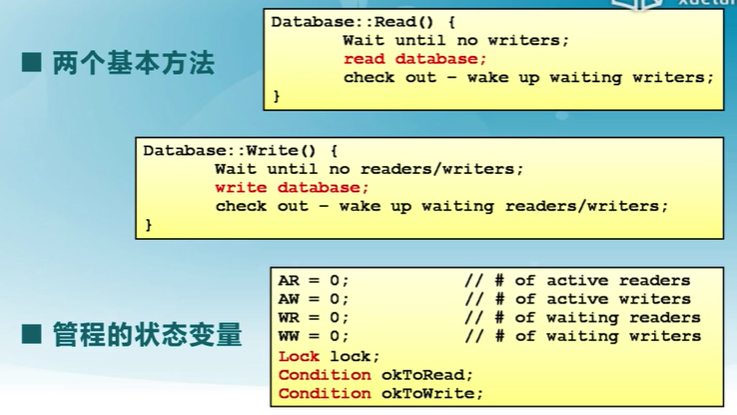 Database::Read() {
Wait until no writers;
read database;
check out – wake up waiting writers;
}
■ 两个基本方法
Database::Write() {
Wait until no readers/writers;
write database;
check out – wake up waiting readers/writers;
}
■ 管程的状态变量
AR = 0; // # of active readers
AW = 0; // # of active writers
WR = 0; // # of waiting readers
WW = 0; // # of waiting writers
Lock lock;
Condition okToRead;
Condition okToWrite;